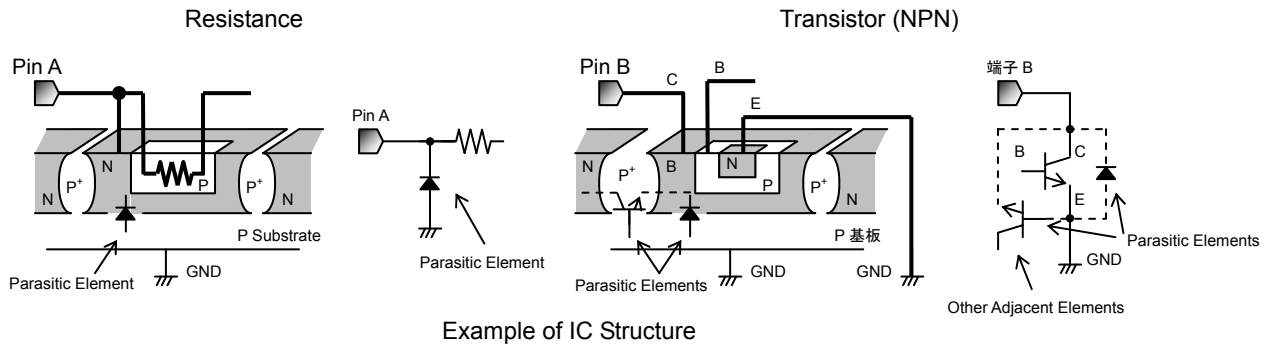 Resistance
Transistor (NPN)
Pin A
N
P+
N
P
P+
N
N
P Substrate
Parasitic Element
GND
Pin A
Parasitic Element
Pin B
C
B
E
N
P+
B
N
P
P+
N
P 基板
Parasitic Elements
GND
GND
端子 B
B
C
E
Parasitic Elements
GND
Other Adjacent Elements
Example of IC Structure